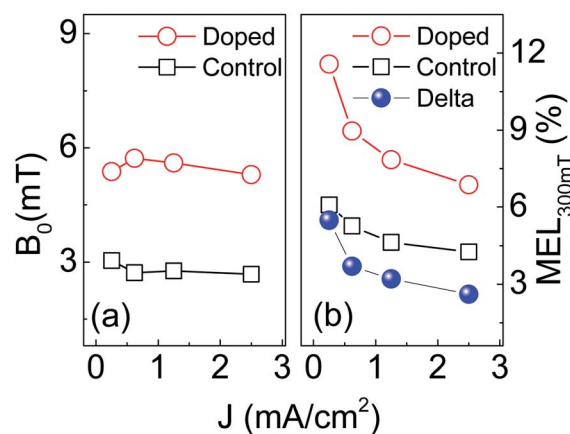 9
6
3
B0(mT)
Doped
Control
(a)
0
1
2
3
Doped
Control
Delta
(b)
0
1
2
3
12
9
6
3
MEL300mT (%)
J (mA/cm²)